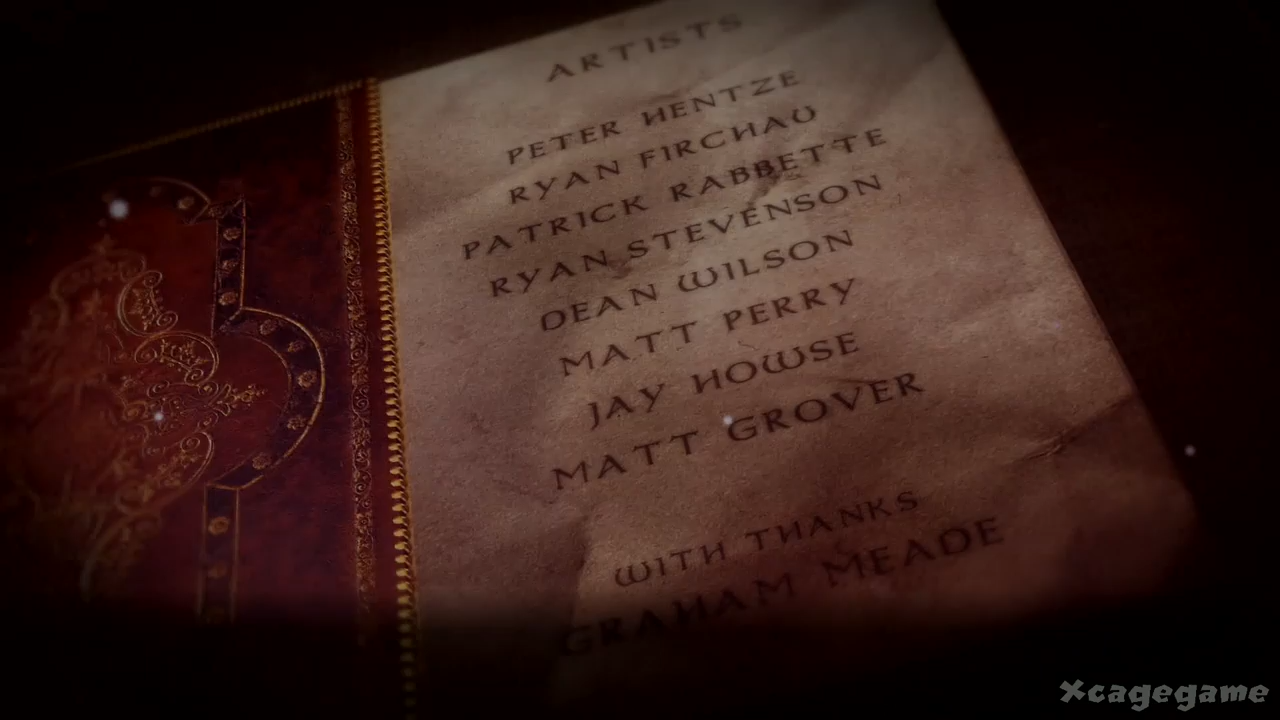 ARTISTS
PETER HENTZE
RYAN FIRCHAU
PATRICK RABBETTE
RYAN STEVENSON
DEAN WILSON
MATT PERRY
JAY HOWSE
MATT GROVER
WITH THANKS
GRAHAM MEADE
Xcagegame